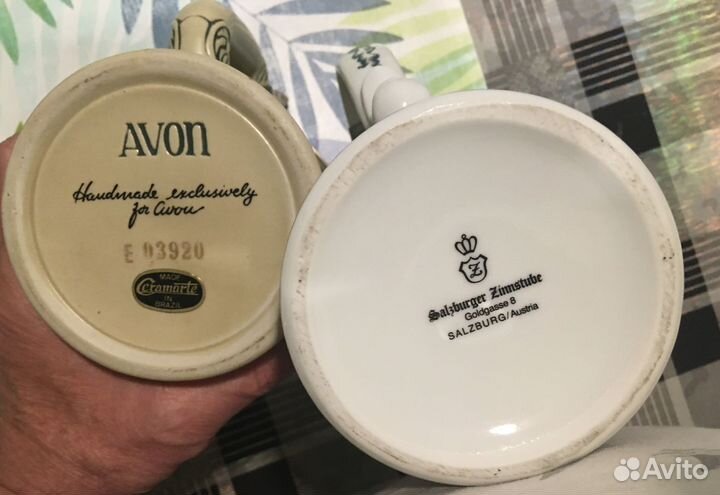 AVON
Handmade exclusively
for Avon
E 03920
MADE
Ceramarte
IN
BRAZIL
Z
Salzburger Zinnstube
Goldgasse 8
SALZBURG/Austria
Avito